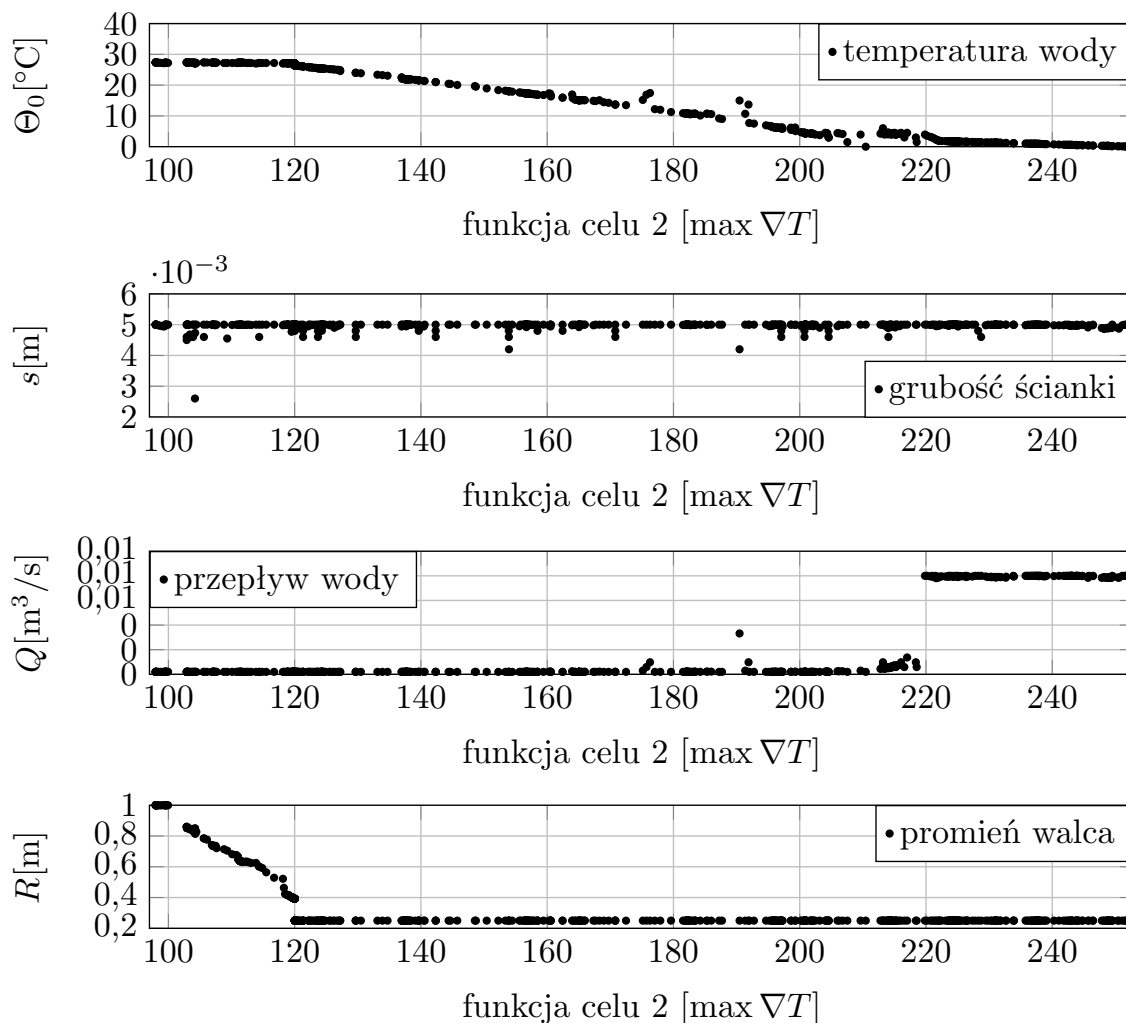 40
30
20
10
0
Θ₀[°C]
temperatura wody
100 120 140 160 180 200 220 240
funkcja celu 2 [max ∇T]
·10⁻³
6
5
4
3
2
s[m]
grubość ścianki
100 120 140 160 180 200 220 240
funkcja celu 2 [max ∇T]
0,01
0,01
0,01
0
0
0
Q[m³/s]
przepływ wody
100 120 140 160 180 200 220 240
funkcja celu 2 [max ∇T]
1
0,8
0,6
0,4
0,2
R[m]
promień walca
100 120 140 160 180 200 220 240
funkcja celu 2 [max ∇T]